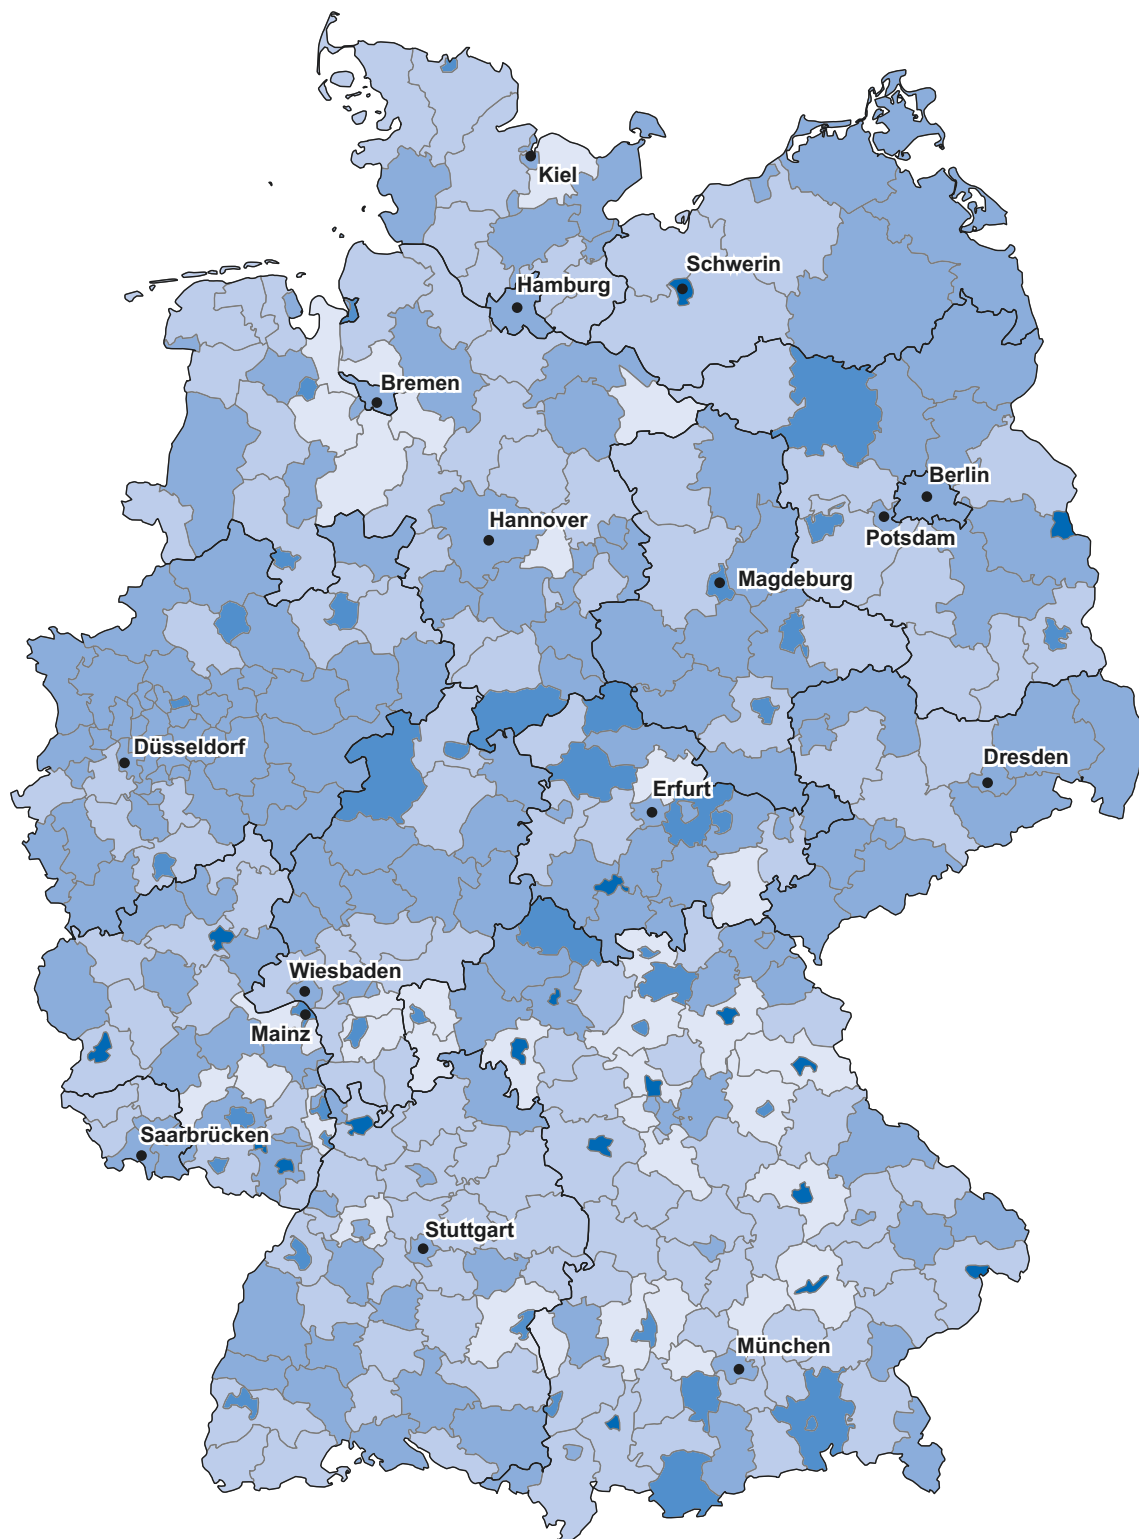 Kiel
Schwerin
Hamburg
Bremen
Berlin
Hannover
Potsdam
Magdeburg
Düsseldorf
Dresden
Erfurt
Wiesbaden
Mainz
Saarbrücken
Stuttgart
München